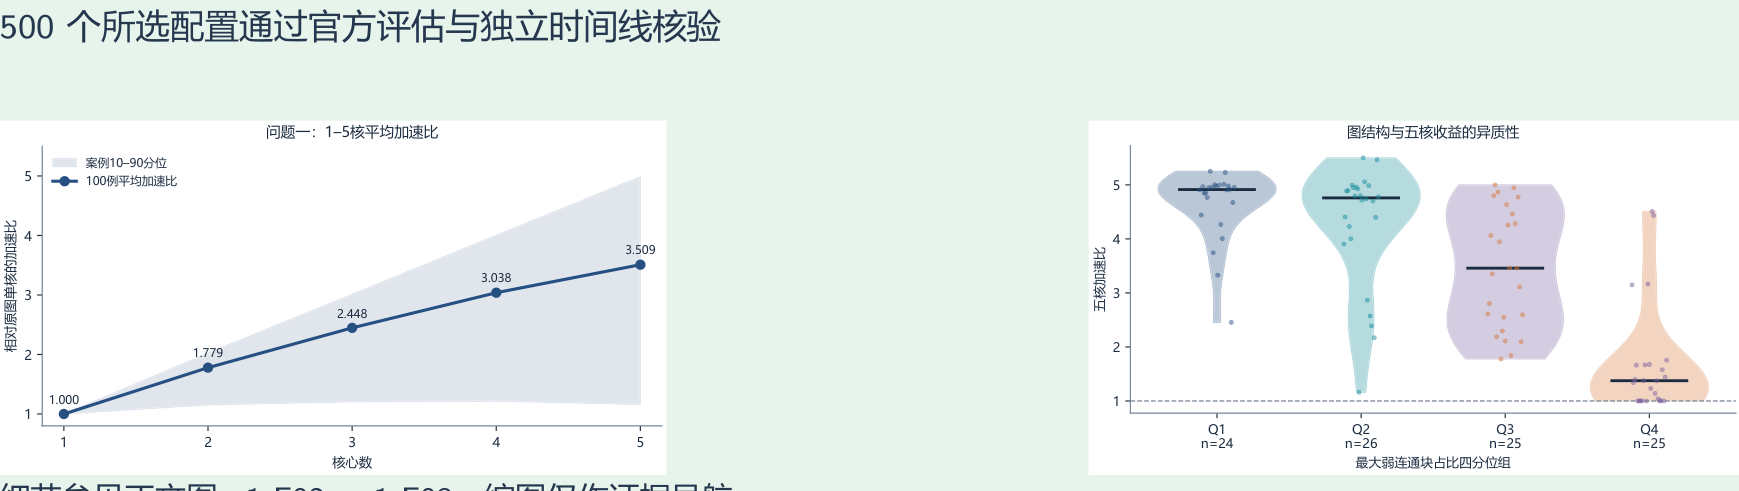 500 个所选配置通过官方评估与独立时间线核验
问题一：1–5核平均加速比
案例10–90分位
100例平均加速比
相对原图单核的加速比
5
4
3
2
1
1.000
1.779
2.448
3.038
3.509
1 2 3 4 5
核心数
图结构与五核收益的异质性
五核加速比
5
4
3
2
1
Q1 Q2 Q3 Q4
n=24 n=26 n=25 n=25
最大弱连通块占比四分位组